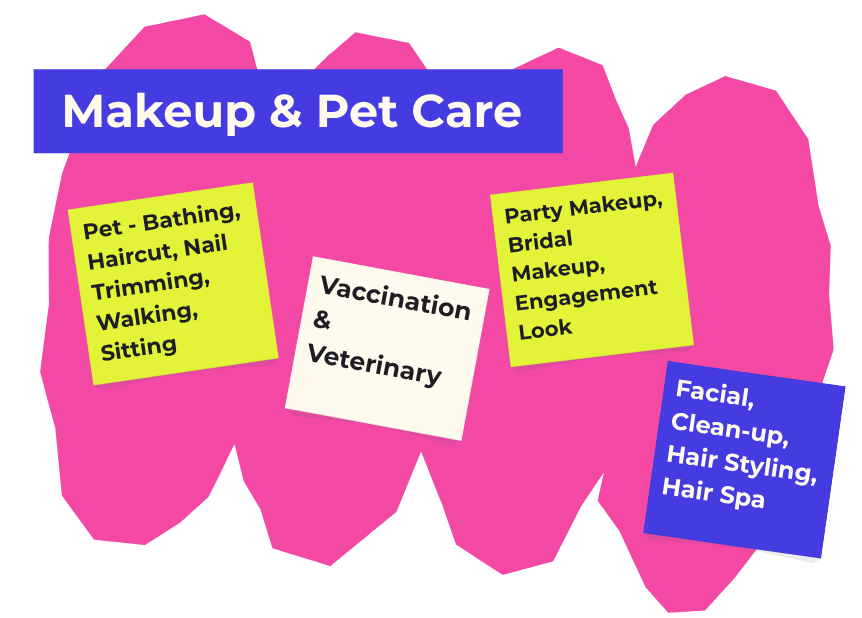 Makeup & Pet Care
Pet - Bathing,
Haircut, Nail
Trimming,
Walking,
Sitting
Vaccination
&
Veterinary
Party Makeup,
Bridal
Makeup,
Engagement
Look
Facial,
Clean-up,
Hair Styling,
Hair Spa